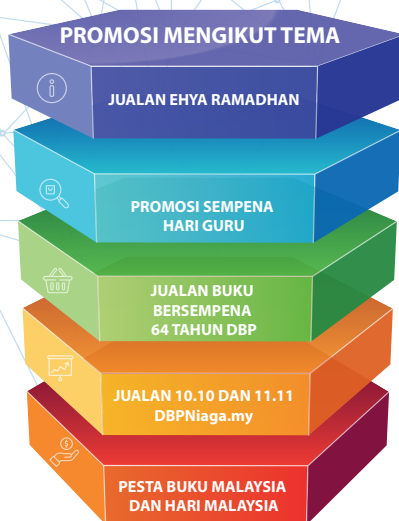 PROMOSI MENGIKUT TEMA
JUALAN EHYA RAMADHAN
PROMOSI SEMPENA
HARI GURU
JUALAN BUKU
BERSEMPENA
64 TAHUN DBP
JUALAN 10.10 DAN 11.11
DBPNiaga.my
PESTA BUKU MALAYSIA
DAN HARI MALAYSIA